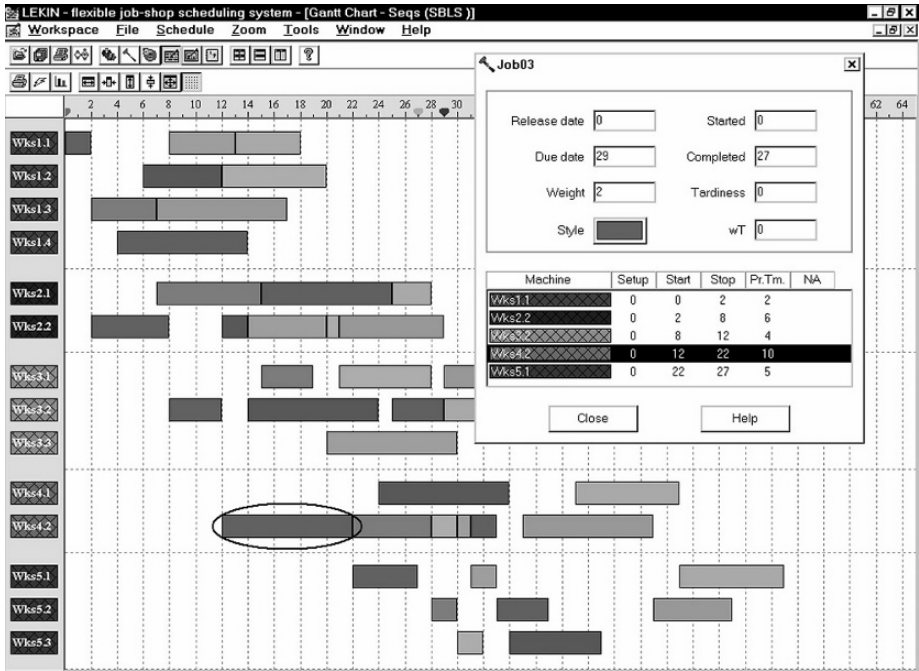 LEKIN - flexible job-shop scheduling system - [Gantt Chart - Seqs (SBLS )]
Workspace File Schedule Zoom Tools Window Help
Job03
2 4 6 8 10 12 14 16 18 20 22 24 26 28 30 62 64
Release date 0 Started 0
Due date 29 Completed 27
Weight 2 Tardiness 0
Style wT 0
Machine Setup Start Stop Pr.Tm. NA
Wks1.1 0 0 2 2
Wks2.2 0 2 8 6
Wks3.2 0 8 12 4
Wks4.2 0 12 22 10
Wks5.1 0 22 27 5
Close Help
Wks1.1
Wks1.2
Wks1.3
Wks1.4
Wks2.1
Wks2.2
Wks3.1
Wks3.2
Wks3.3
Wks4.1
Wks4.2
Wks5.1
Wks5.2
Wks5.3